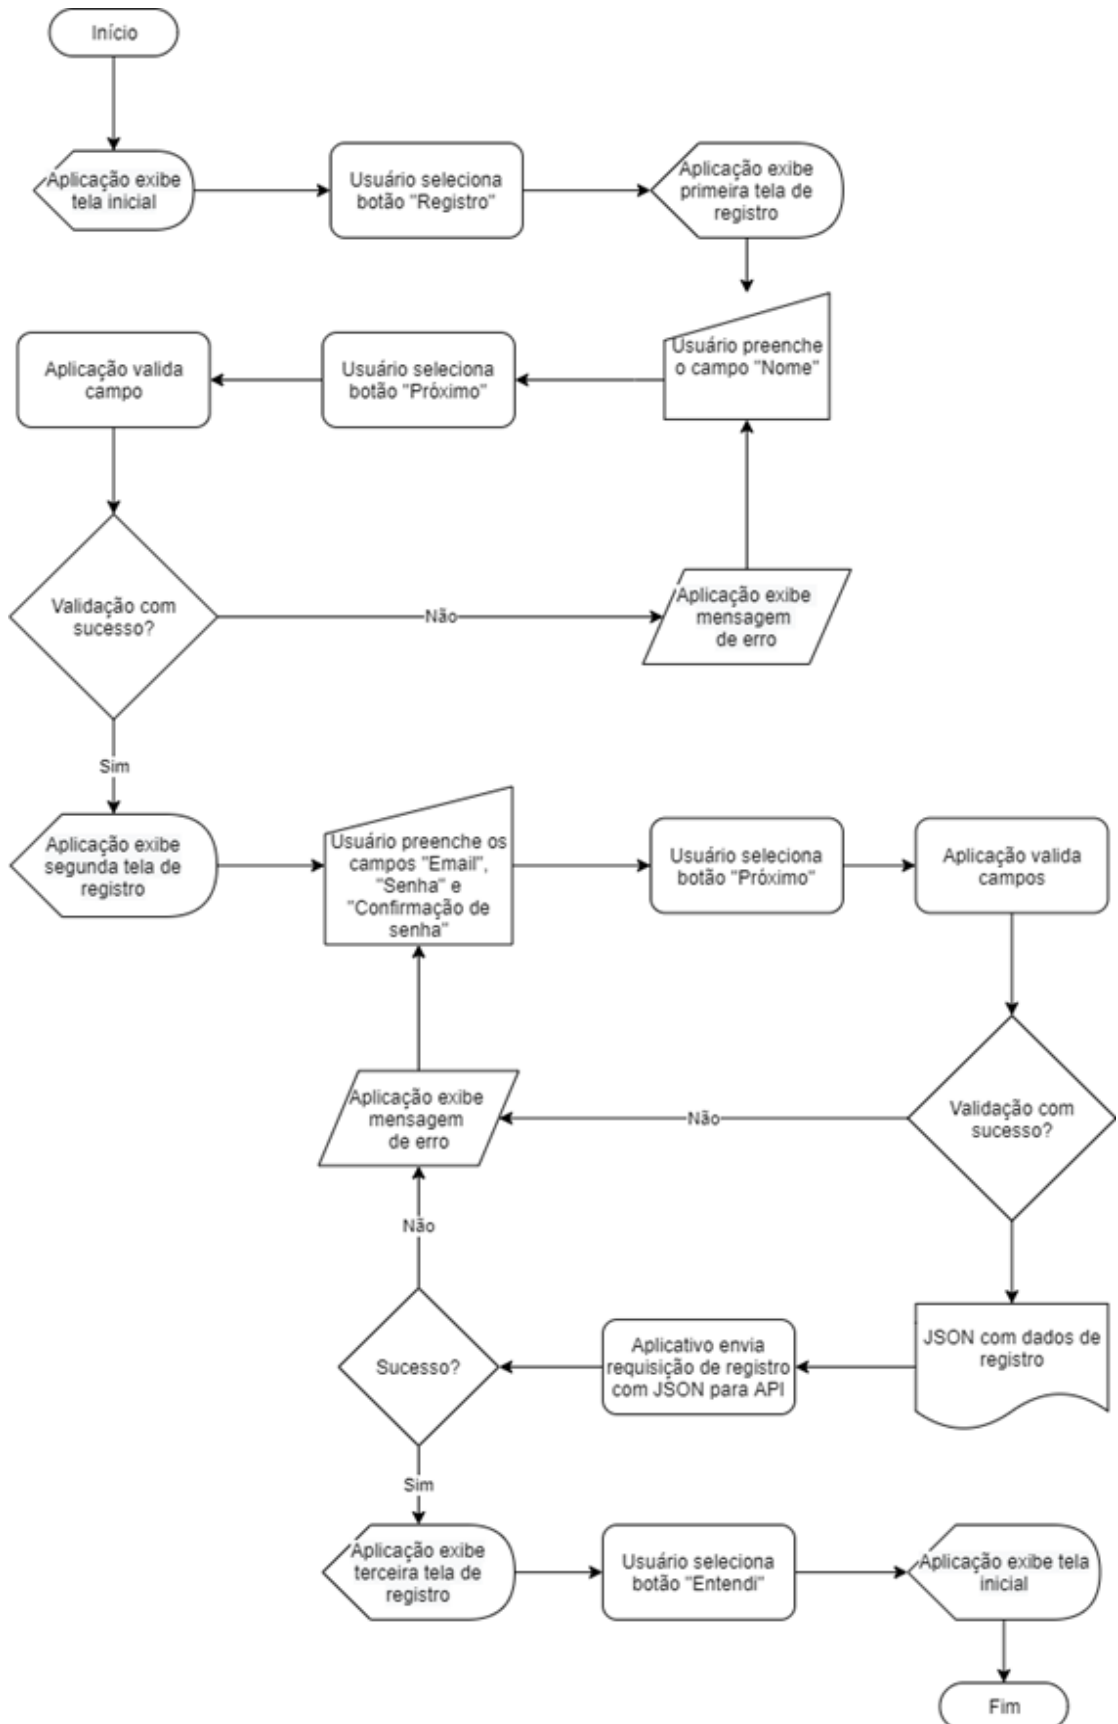 Início
Aplicação exibe
tela inicial
Usuário seleciona
botão "Registro"
Aplicação exibe
primeira tela de
registro
Usuário preenche
o campo "Nome"
Usuário seleciona
botão "Próximo"
Aplicação valida
campo
Validação com
sucesso?
Não
Aplicação exibe
mensagem
de erro
Sim
Aplicação exibe
segunda tela de
registro
Usuário preenche os
campos "Email",
"Senha" e
"Confirmação de
senha"
Usuário seleciona
botão "Próximo"
Aplicação valida
campos
Validação com
sucesso?
Não
Aplicação exibe
mensagem
de erro
Não
JSON com dados de
registro
Aplicativo envia
requisição de registro
com JSON para API
Sucesso?
Sim
Aplicação exibe
terceira tela de
registro
Usuário seleciona
botão "Entendi"
Aplicação exibe tela
inicial
Fim